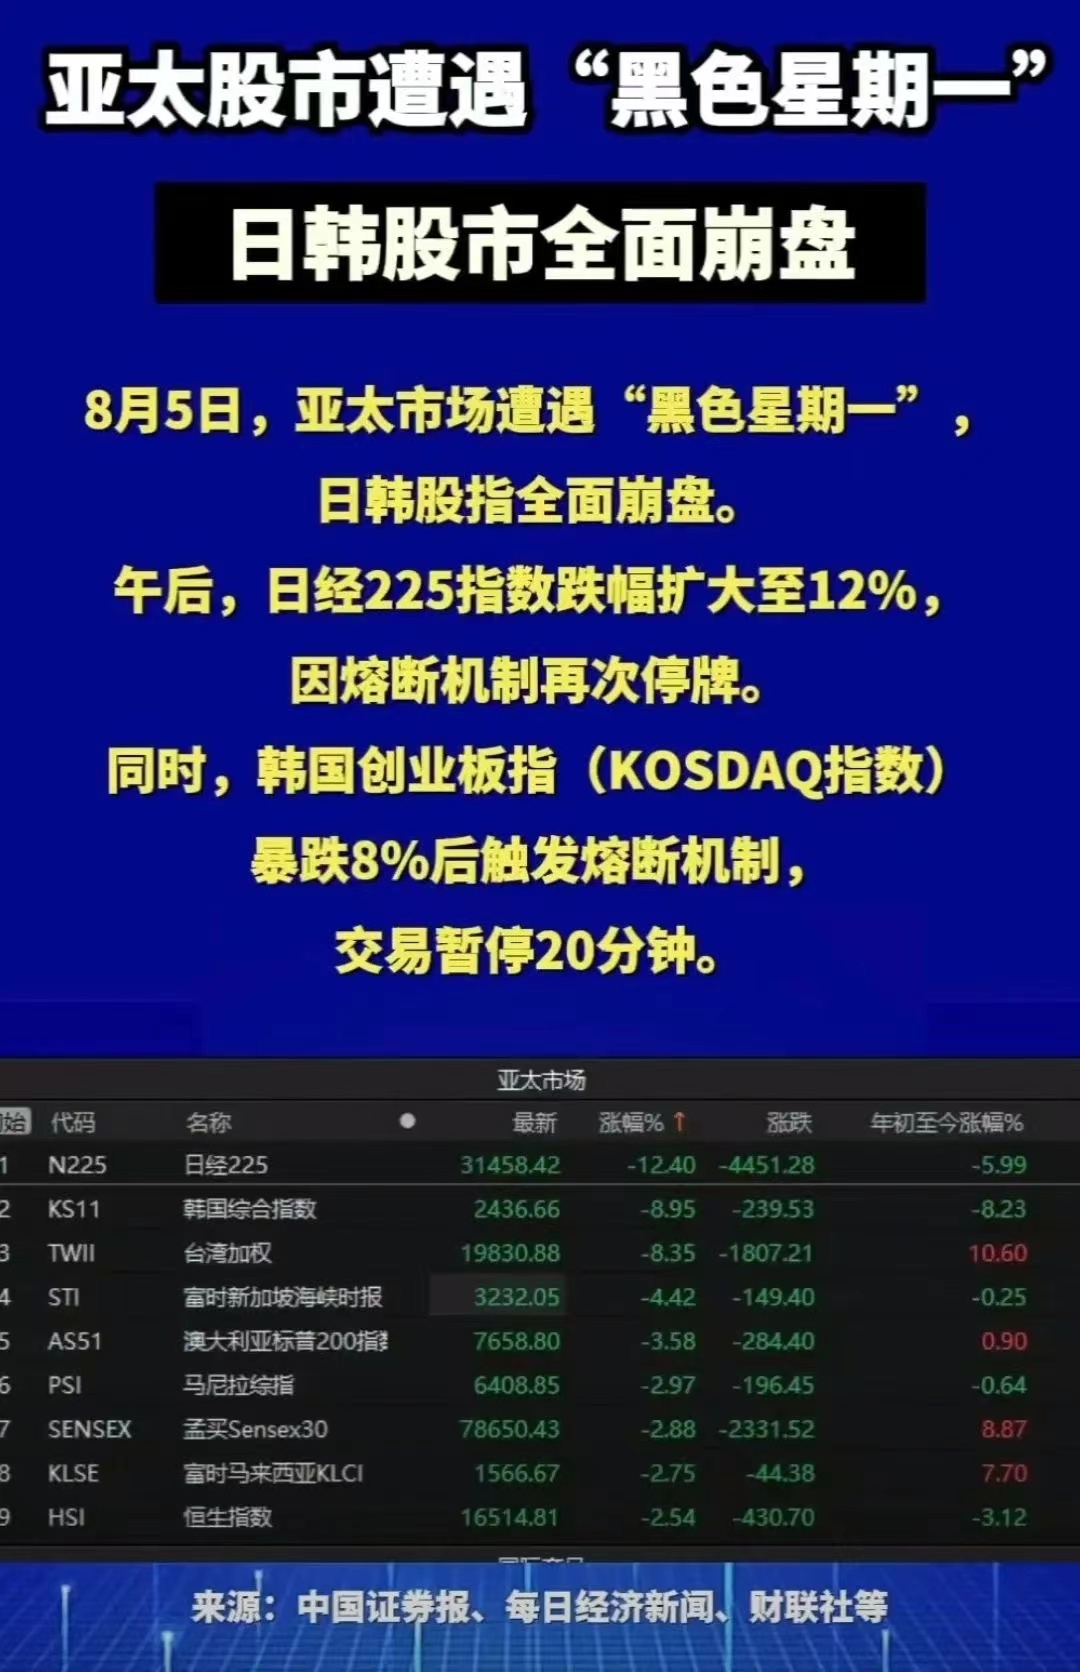 亚太股市遭遇“黑色星期一”
日韩股市全面崩盘
8月5日，亚太市场遭遇“黑色星期一”，
日韩股指全面崩盘。
午后，日经225指数跌幅扩大至12%，
因熔断机制再次停牌。
同时，韩国创业板指（KOSDAQ指数）
暴跌8%后触发熔断机制，
交易暂停20分钟。
亚太市场
始 代码 名称 最新 涨幅%↑ 涨跌 年初至今涨幅%
1 N225 日经225 31458.42 -12.40 -4451.28 -5.99
2 KS11 韩国综合指数 2436.66 -8.95 -239.53 -8.23
3 TWII 台湾加权 19830.88 -8.35 -1807.21 10.60
4 STI 富时新加坡海峡时报 3232.05 -4.42 -149.40 -0.25
5 AS51 澳大利亚标普200指 7658.80 -3.58 -284.40 0.90
6 PSI 马尼拉综指 6408.85 -2.97 -196.45 -0.64
7 SENSEX 孟买Sensex30 78650.43 -2.88 -2331.52 8.87
8 KLSE 富时马来西亚KLCI 1566.67 -2.75 -44.38 7.70
9 HSI 恒生指数 16514.81 -2.54 -430.70 -3.12
来源：中国证券报、每日经济新闻、财联社等